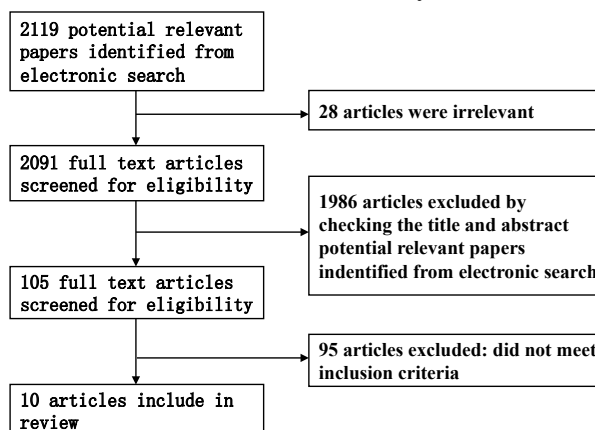 2119 potential relevant
papers identified from
electronic search
28 articles were irrelevant
2091 full text articles
screened for eligibility
1986 articles excluded by
checking the title and abstract
potential relevant papers
indentified from electronic search
105 full text articles
screened for eligibility
95 articles excluded: did not meet
inclusion criteria
10 articles include in
review